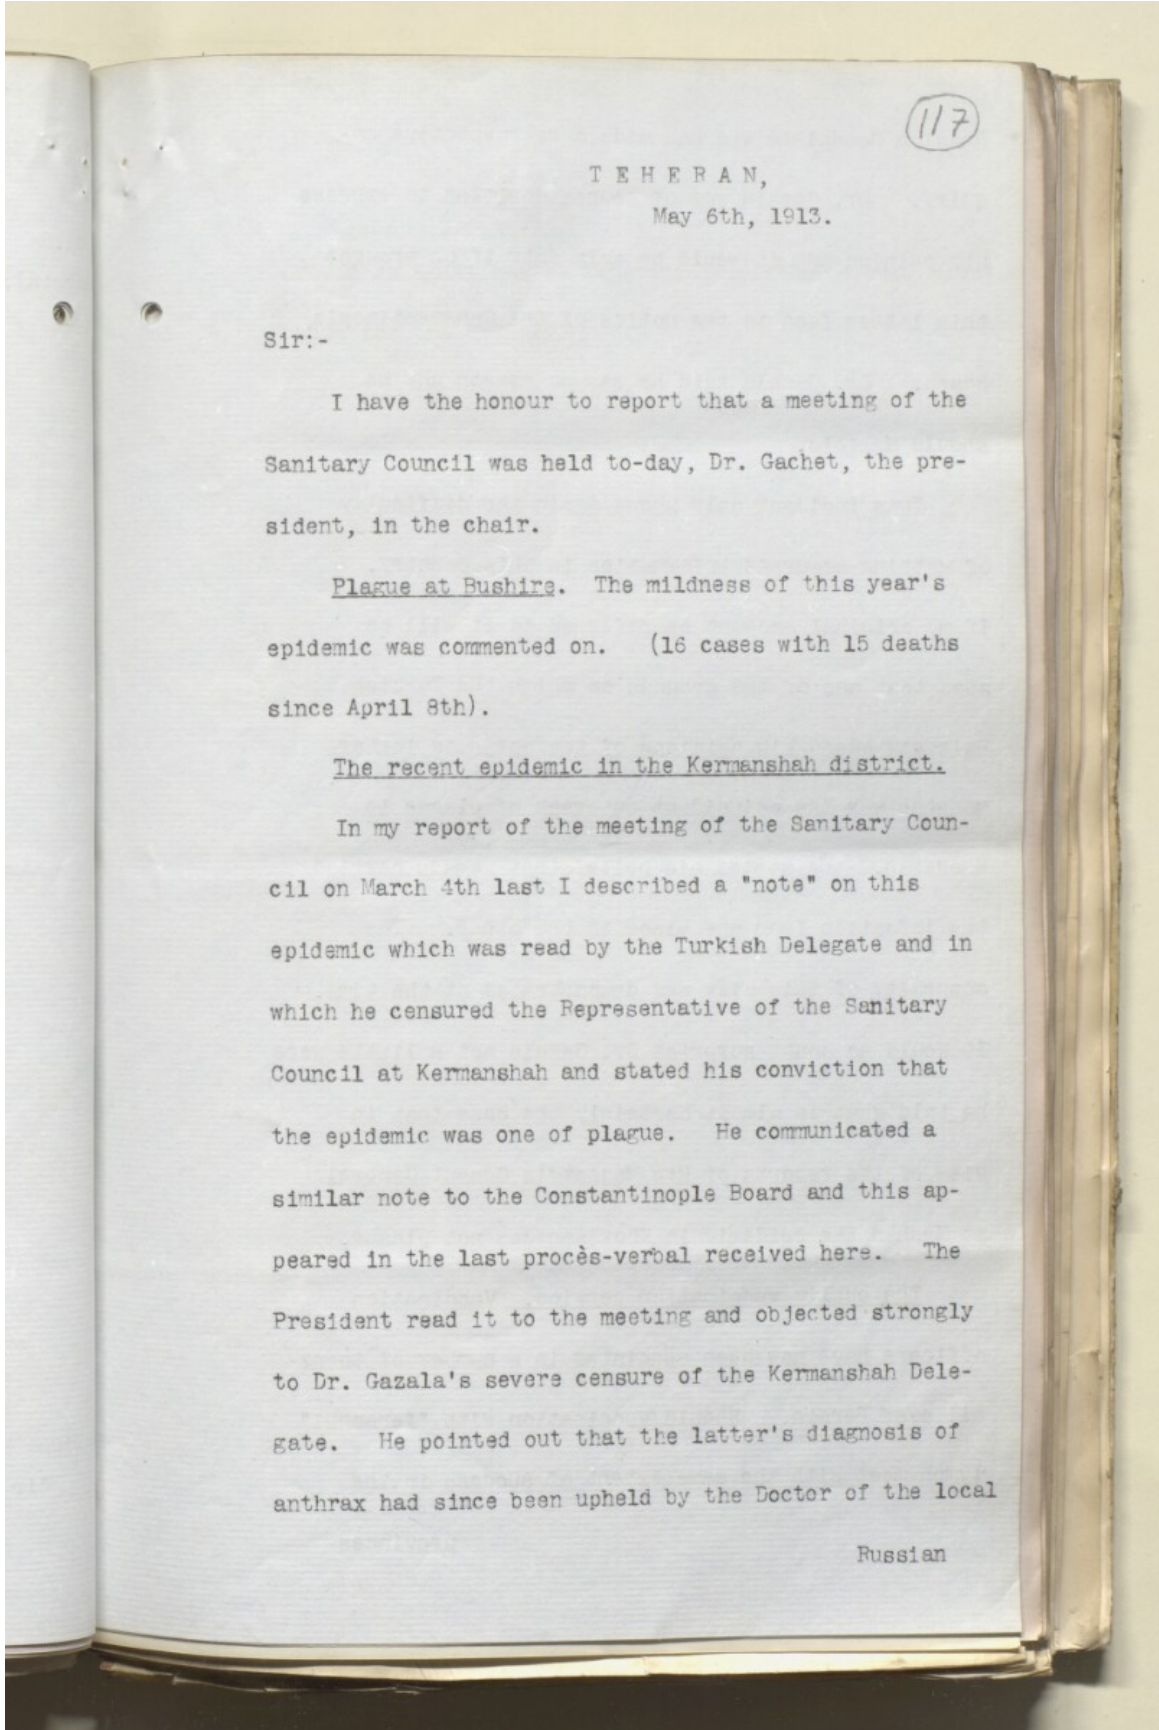 117
TEHERAN,
May 6th, 1913.
Sir:-
I have the honour to report that a meeting of the
Sanitary Council was held to-day, Dr. Gachet, the pre-
sident, in the chair.
Plague at Bushire. The mildness of this year's
epidemic was commented on. (16 cases with 15 deaths
since April 8th).
The recent epidemic in the Kermanshah district.
In my report of the meeting of the Sanitary Coun-
cil on March 4th last I described a "note" on this
epidemic which was read by the Turkish Delegate and in
which he censured the Representative of the Sanitary
Council at Kermanshah and stated his conviction that
the epidemic was one of plague. He communicated a
similar note to the Constantinople Board and this ap-
peared in the last procès-verbal received here. The
President read it to the meeting and objected strongly
to Dr. Gazala's severe censure of the Kermanshah Dele-
gate. He pointed out that the latter's diagnosis of
anthrax had since been upheld by the Doctor of the local
Russian